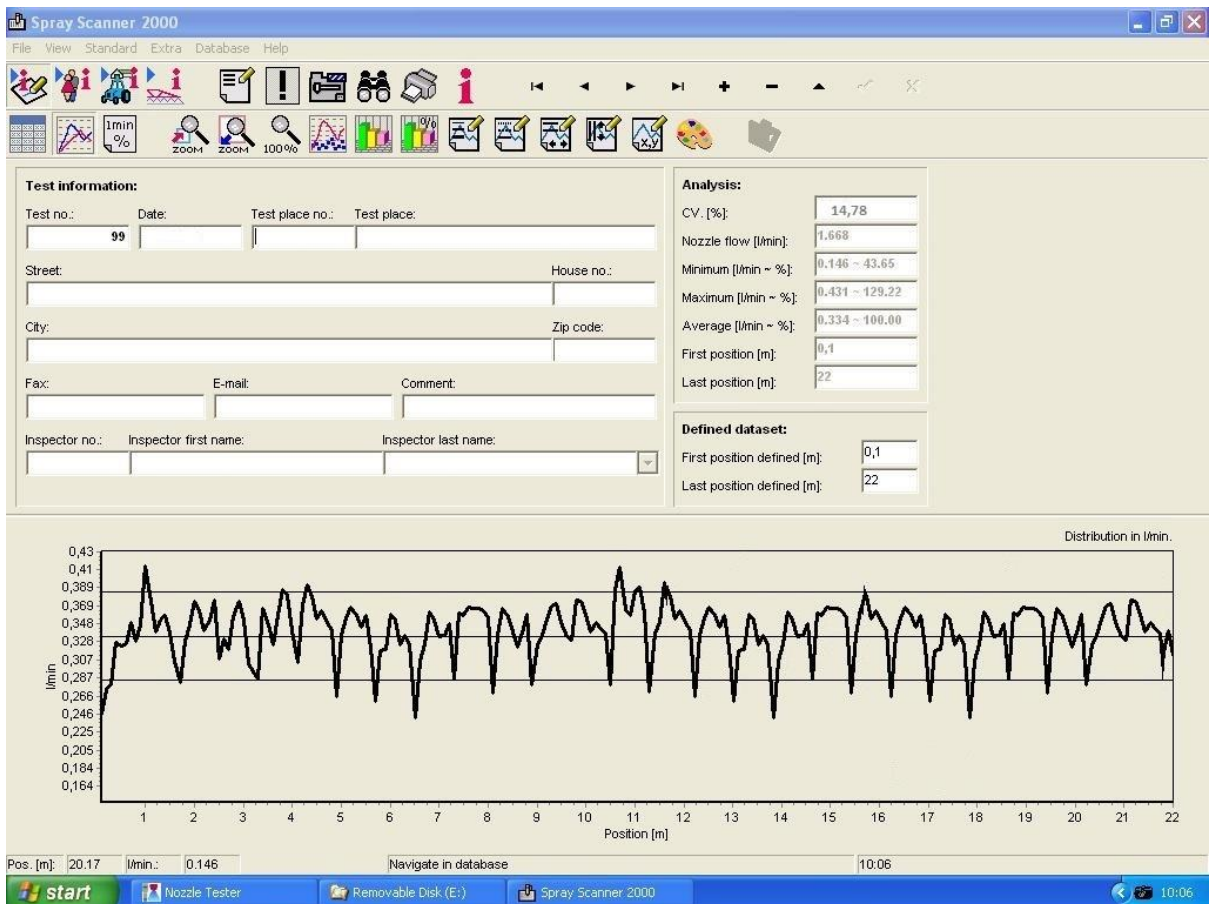 Spray Scanner 2000
File View Standard Extra Database Help
1min
%
ZOOM ZOOM 100% % x,y
Test information:
Test no.: Date: Test place no.: Test place:
99
Street: House no.:
City: Zip code:
Fax: E-mail: Comment:
Inspector no.: Inspector first name: Inspector last name:
Analysis:
CV. [%]: 14,78
Nozzle flow [l/min]: 1.668
Minimum [l/min ~ %]: 0.146 ~ 43.65
Maximum [l/min ~ %]: 0.431 ~ 129.22
Average [l/min ~ %]: 0.334 ~ 100.00
First position [m]: 0,1
Last position [m]: 22
Defined dataset:
First position defined [m]: 0,1
Last position defined [m]: 22
Distribution in l/min.
0,43
0,41
0,389
0,369
0,348
0,328
0,307
0,287
0,266
0,246
0,225
0,205
0,184
0,164
l/min
1 2 3 4 5 6 7 8 9 10 11 12 13 14 15 16 17 18 19 20 21 22
Position [m]
Pos. [m]: 20.17 l/min.: 0.146 Navigate in database 10:06
start Nozzle Tester Removable Disk (E:) Spray Scanner 2000 10:06